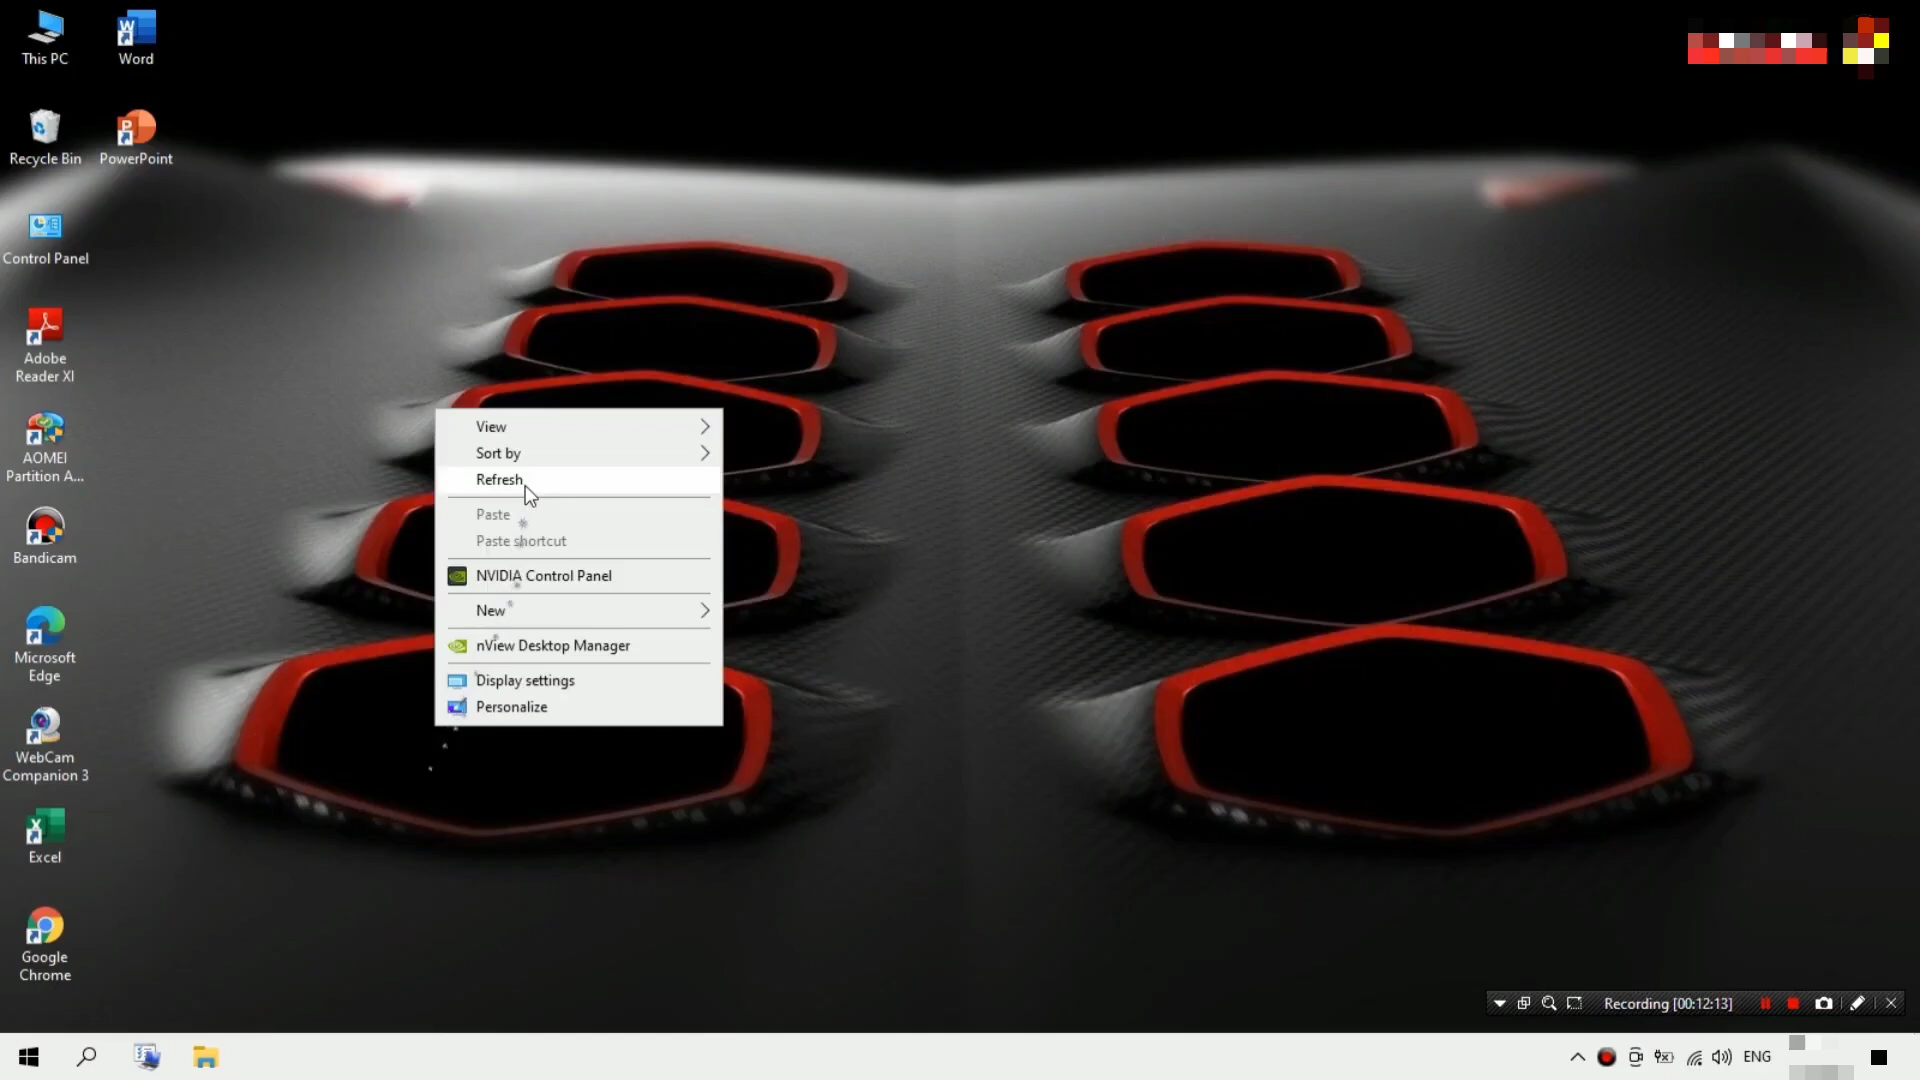 This PC
Word
Recycle Bin
PowerPoint
Control Panel
Adobe
Reader XI
AOMEI
Partition A...
Bandicam
Microsoft
Edge
WebCam
Companion 3
Excel
Google
Chrome
View
Sort by
Refresh
Paste
Paste shortcut
NVIDIA Control Panel
New
nView Desktop Manager
Display settings
Personalize
Recording [00:12:13]
ENG